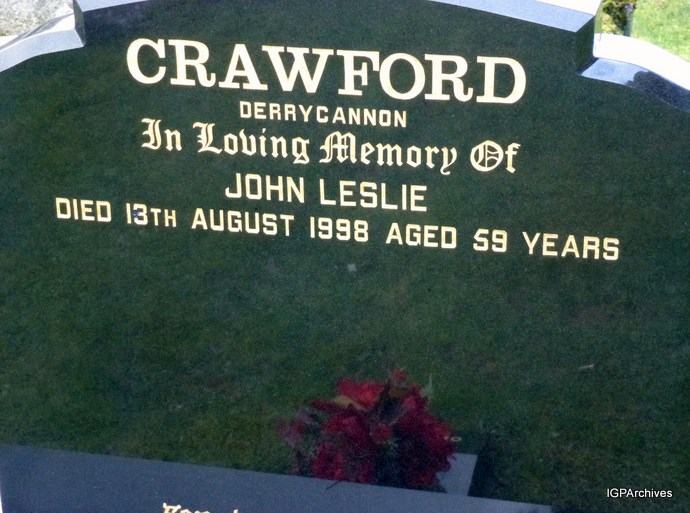 CRAWFORD
DERRYCANNON
In Loving Memory Of
JOHN LESLIE
DIED 13TH AUGUST 1998 AGED 59 YEARS
IGPArchives